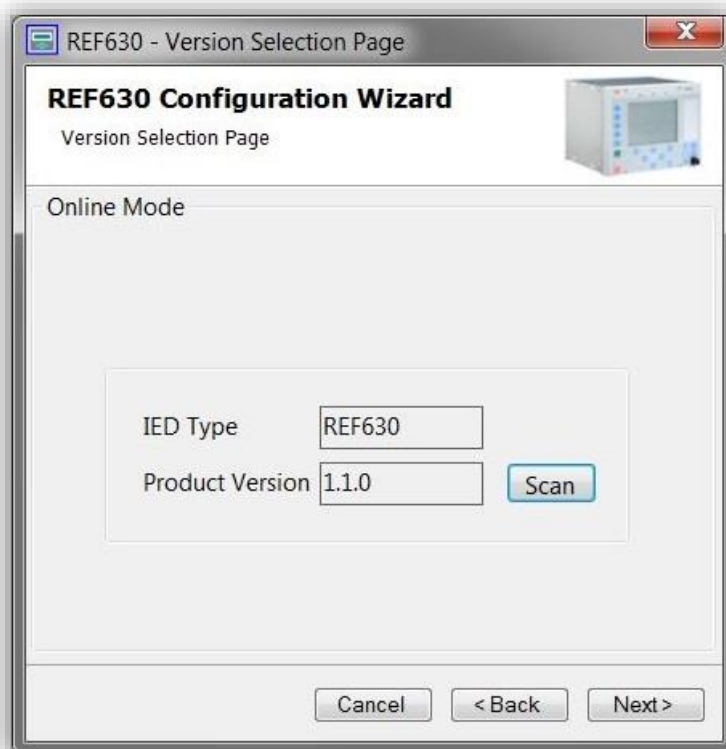 REF630 - Version Selection Page
X
REF630 Configuration Wizard
Version Selection Page
Online Mode
IED Type REF630
Product Version 1.1.0 Scan
Cancel < Back Next >